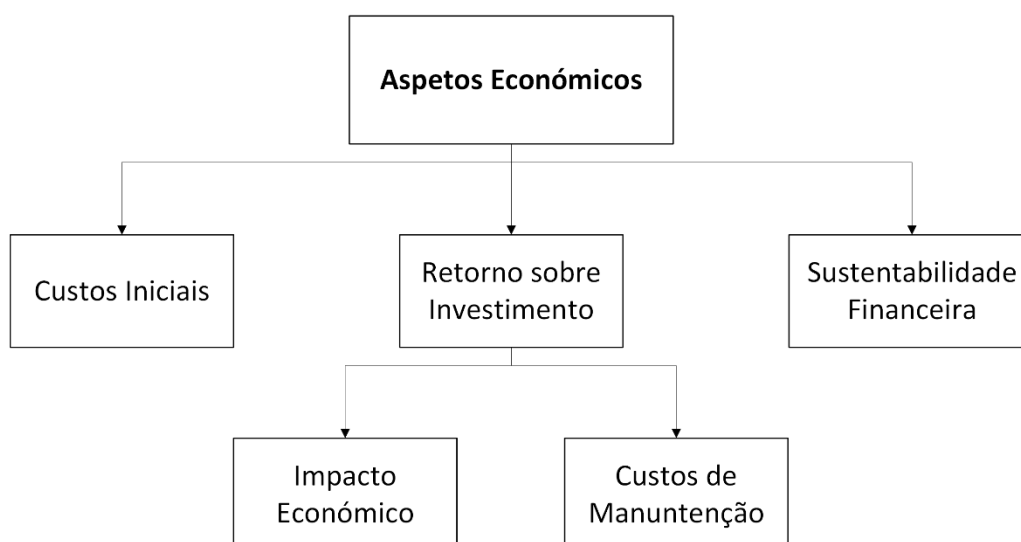 Aspetos Económicos
Custos Iniciais
Retorno sobre
Investimento
Sustentabilidade
Financeira
Impacto
Económico
Custos de
Manuntenção